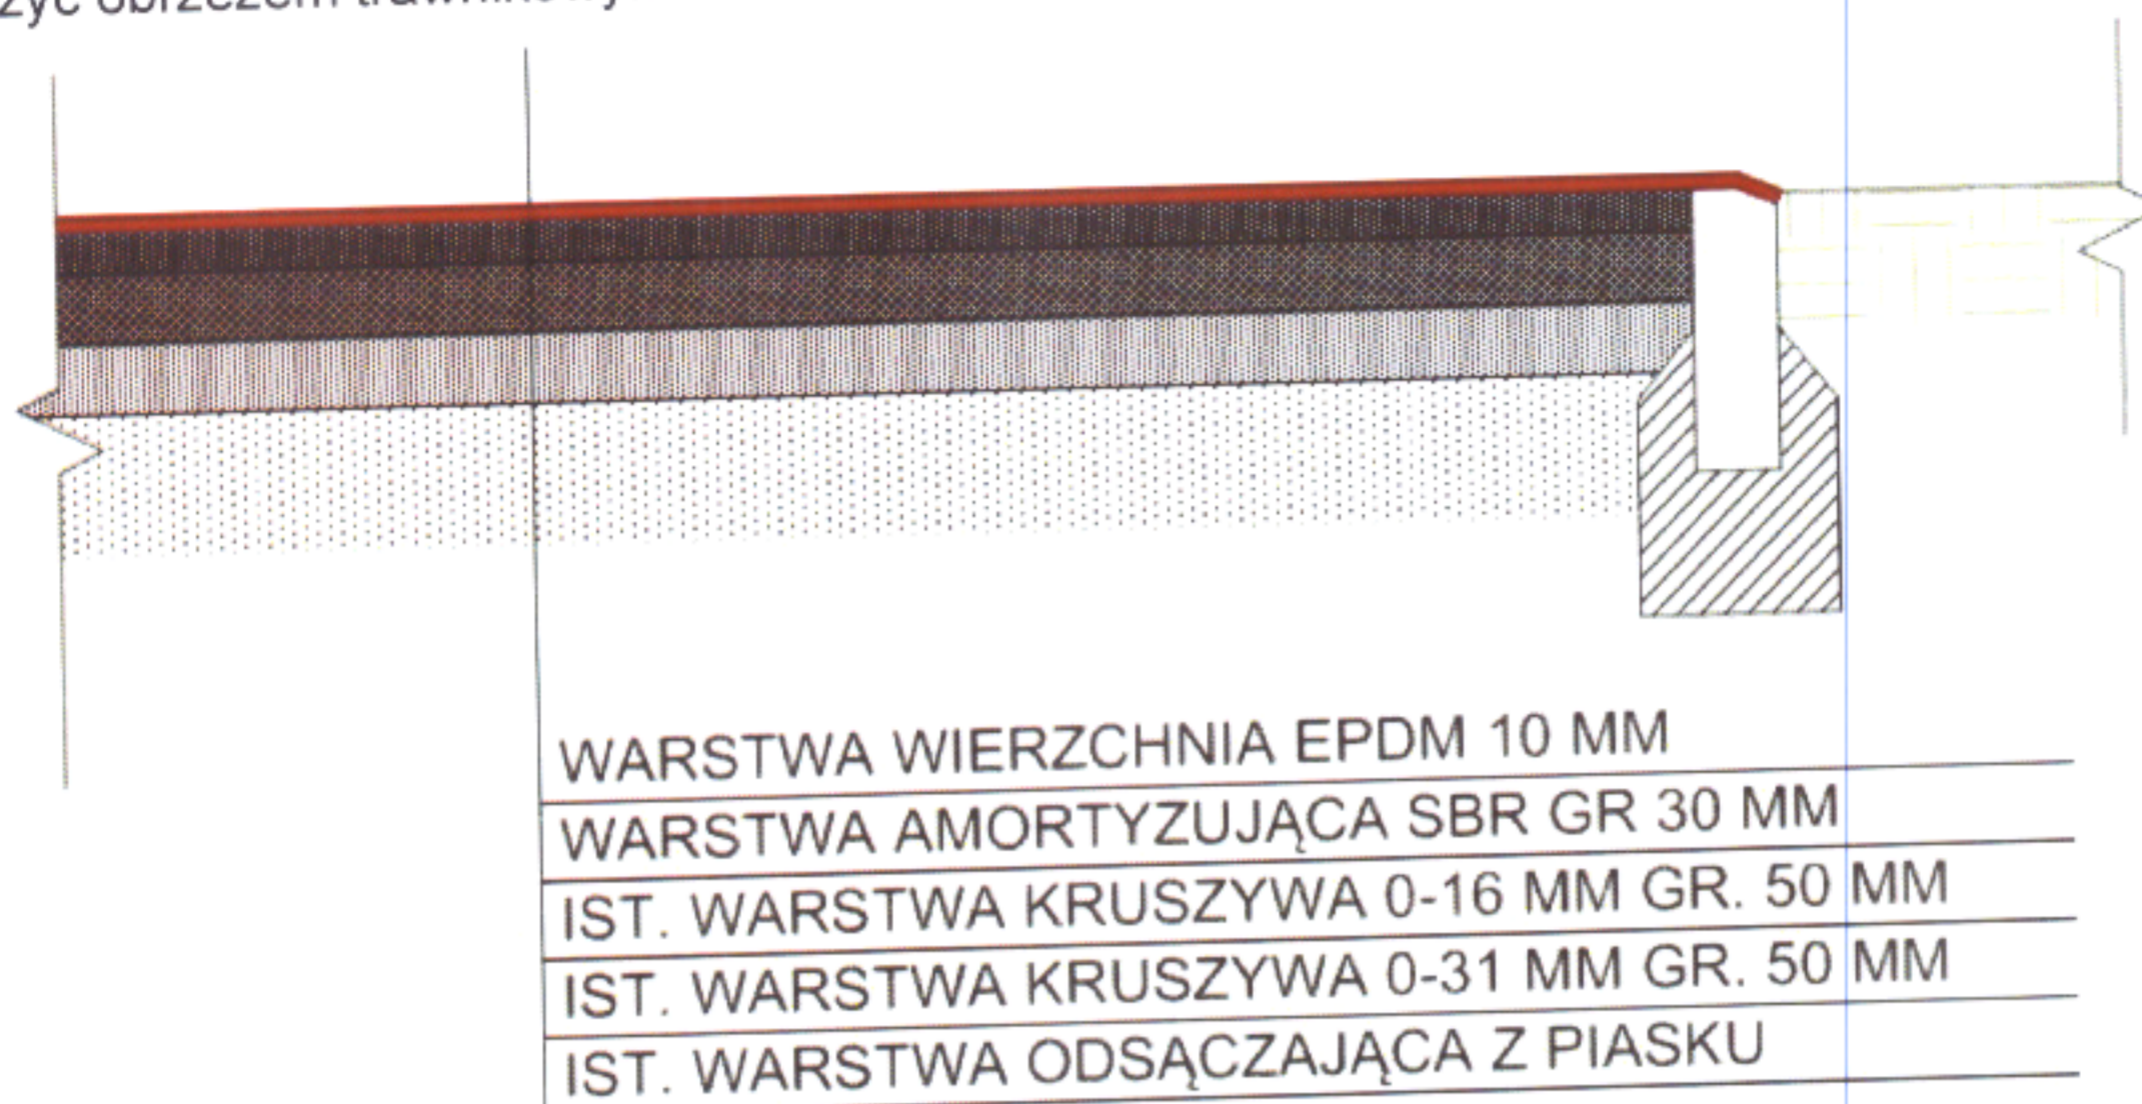 obrzeżem
WARSTWA WIERZCHNIA EPDM 10 MM
WARSTWA AMORTYZUJĄCA SBR GR 30 MM
IST. WARSTWA KRUSZYWA 0-16 MM GR. 50 MM
IST. WARSTWA KRUSZYWA 0-31 MM GR. 50 MM
IST. WARSTWA ODSĄCZAJĄCA Z PIASKU